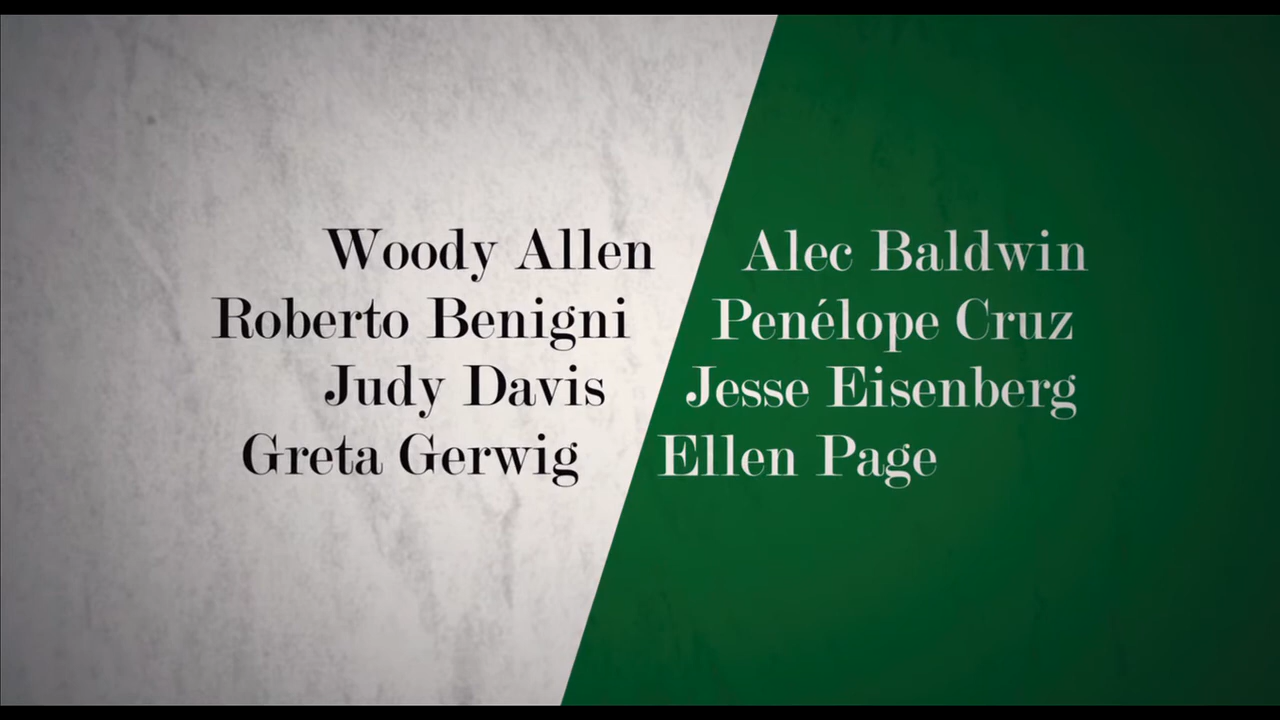 Woody Allen Alec Baldwin
Roberto Benigni Penélope Cruz
Judy Davis Jesse Eisenberg
Greta Gerwig Ellen Page